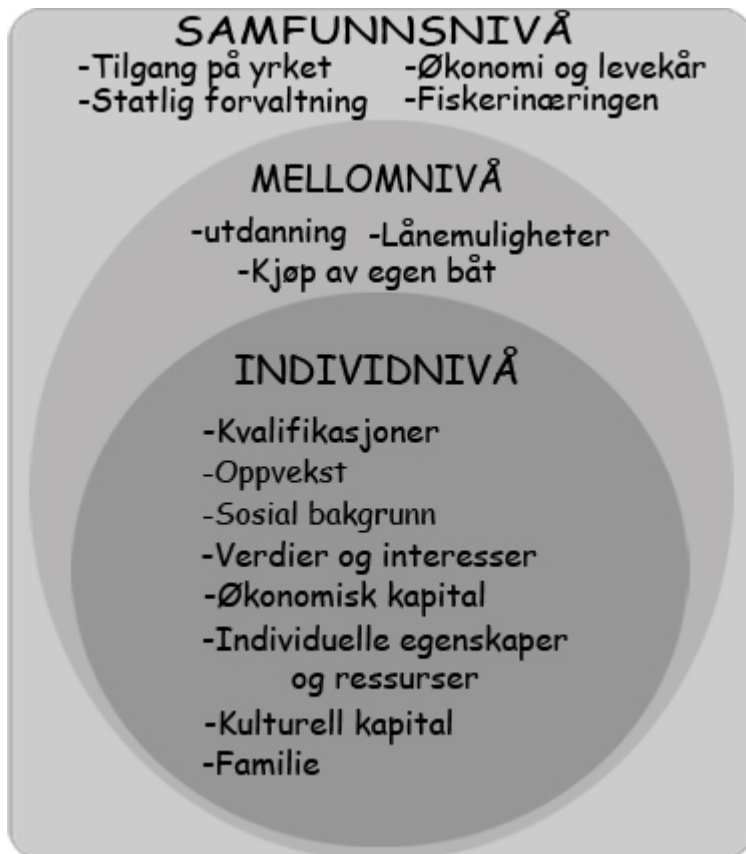 SAMFUNNSNIVÅ
-Tilgang på yrket -Økonomi og levekår
-Statlig forvaltning -Fiskerinæringen
MELLOMNIVÅ
-utdanning -Lånemuligheter
-Kjøp av egen båt
INDIVIDNIVÅ
-Kvalifikasjoner
-Oppvekst
-Sosial bakgrunn
-Verdier og interesser
-Økonomisk kapital
-Individuelle egenskaper
og ressurser
-Kulturell kapital
-Familie